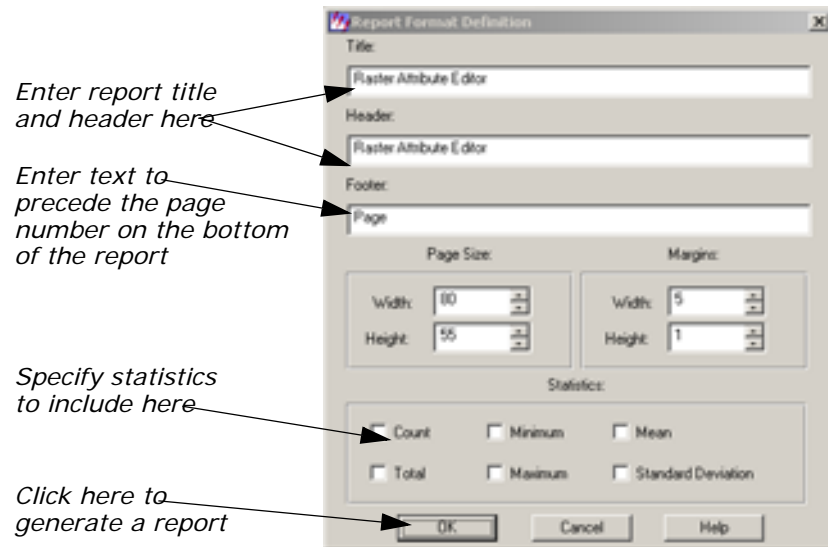 Report Format Definition
Title:
Raster Attribute Editor
Enter report title
and header here
Header:
Raster Attribute Editor
Enter text to
precede the page
number on the bottom
of the report
Footer:
Page
Page Size:
Margins:
Width: 80
Width: 5
Height: 55
Height: 1
Specify statistics
to include here
Statistics:
Count
Minimum
Mean
Total
Maximum
Standard Deviation
Click here to
generate a report
OK
Cancel
Help